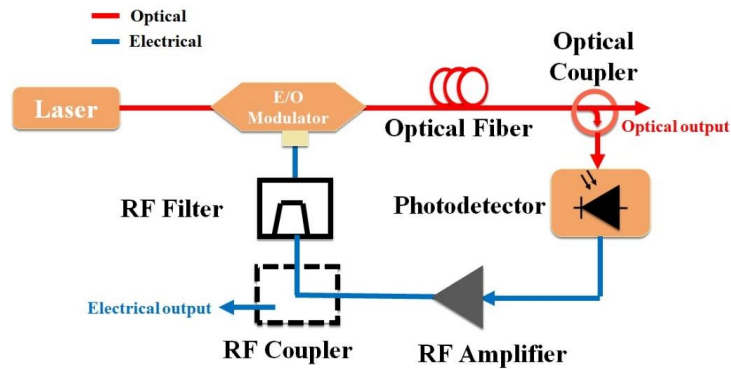 Optical
Electrical
Optical
Coupler
Laser
E/O
Modulator
Optical Fiber
Optical output
RF Filter
Photodetector
Electrical output
RF Coupler
RF Amplifier